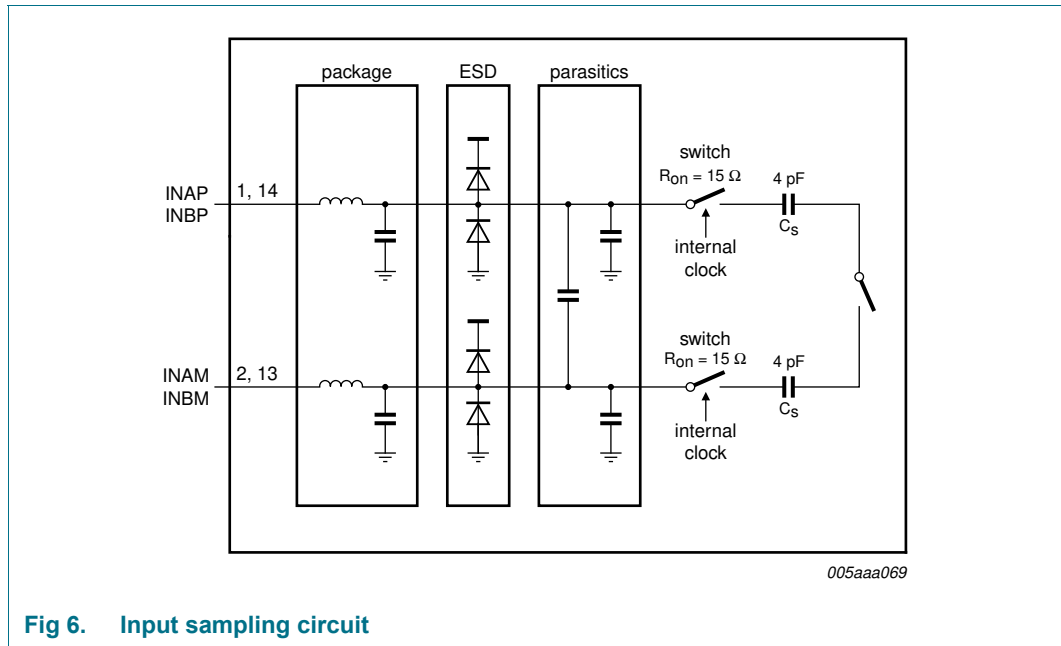 package
ESD
parasitics
switch
Ron = 15 Ω
4 pF
Cs
internal
clock
INAP
INBP
1, 14
INAM
INBM
2, 13
switch
Ron = 15 Ω
4 pF
Cs
internal
clock
005aaa069
Fig 6. Input sampling circuit